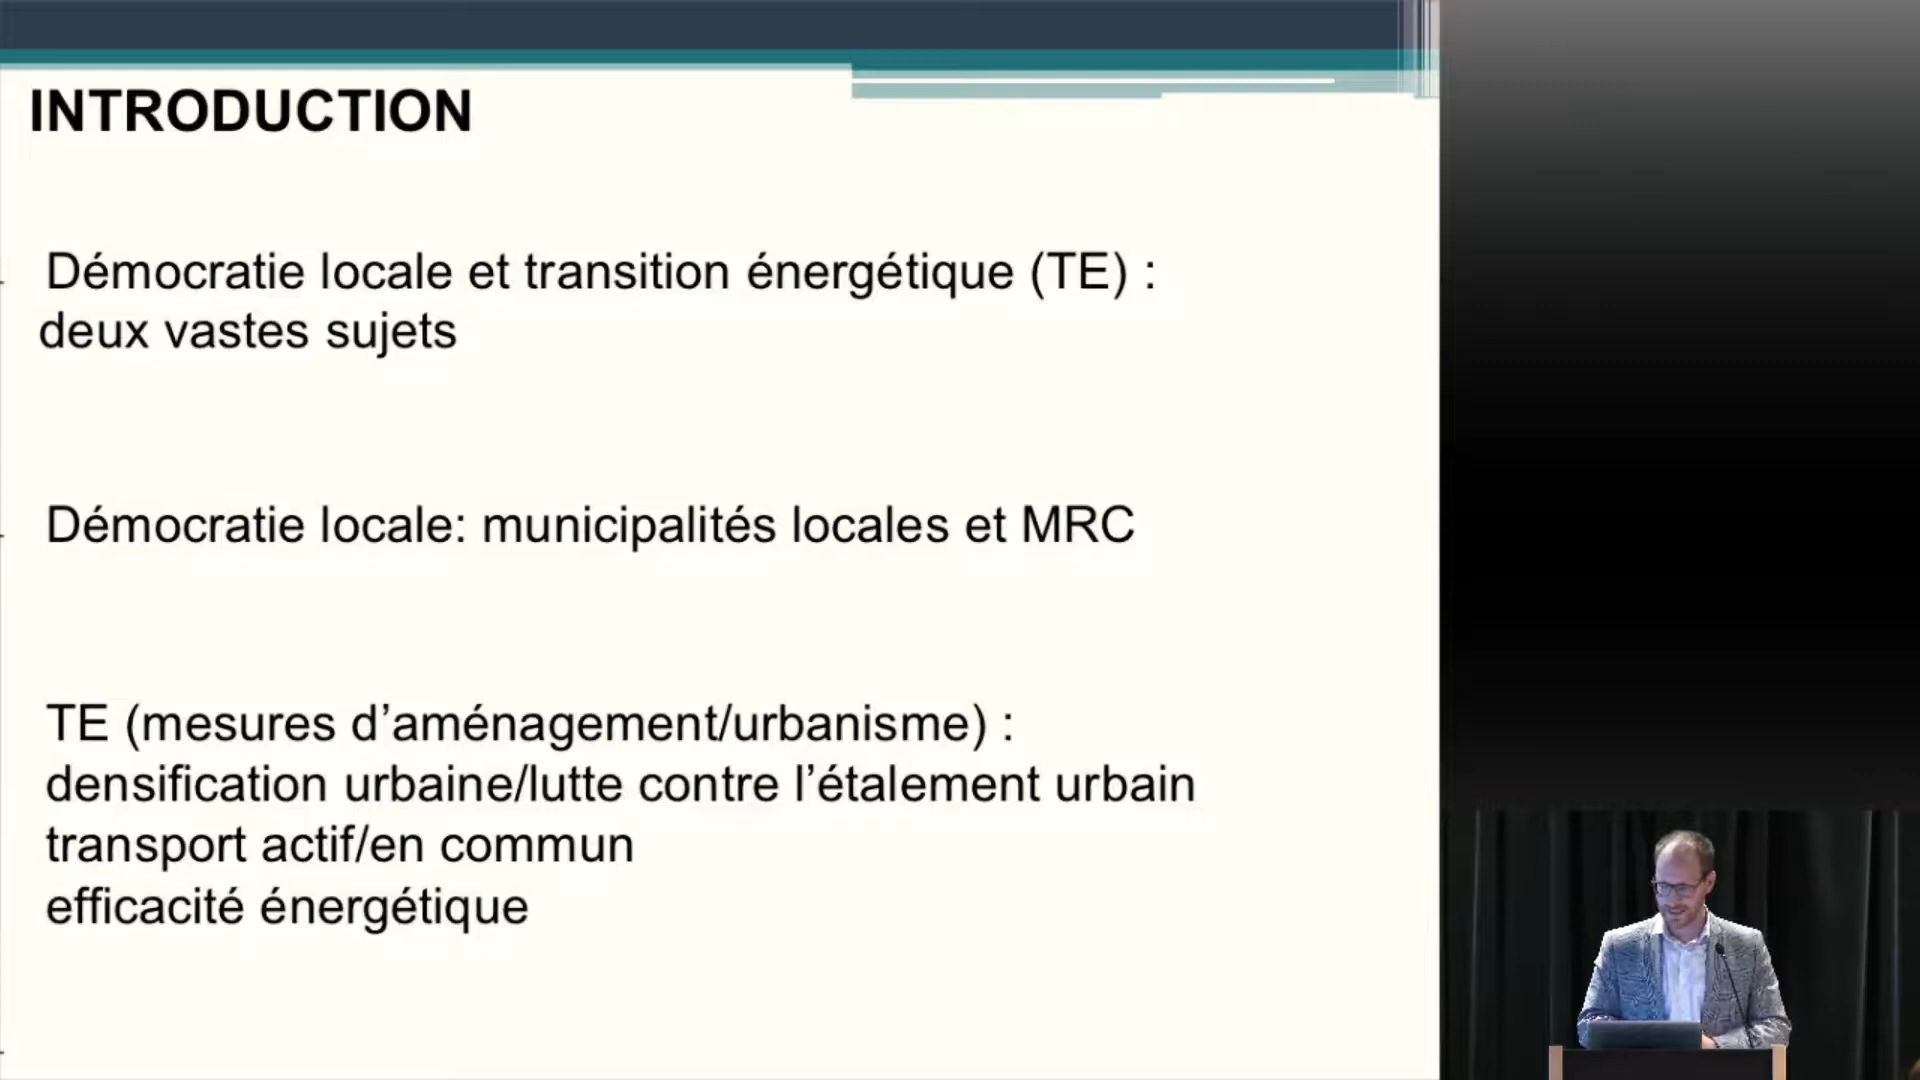 INTRODUCTION
Démocratie locale et transition énergétique (TE) :
deux vastes sujets
Démocratie locale: municipalités locales et MRC
TE (mesures d’aménagement/urbanisme) :
densification urbaine/lutte contre l’étalement urbain
transport actif/en commun
efficacité énergétique